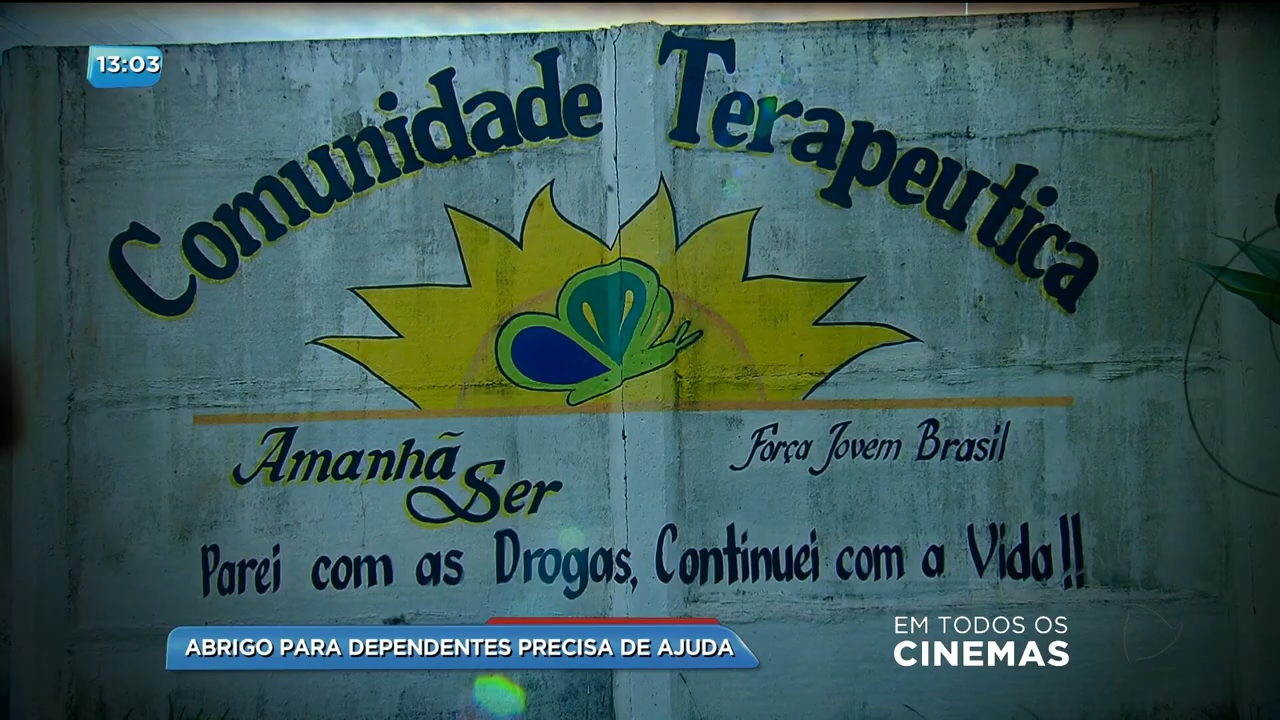 13:03
Comunidade Terapeutica
Amanhã Ser
Força Jovem Brasil
Parei com as Drogas, Continuei com a Vida!!
ABRIGO PARA DEPENDENTES PRECISA DE AJUDA
EM TODOS OS
CINEMAS